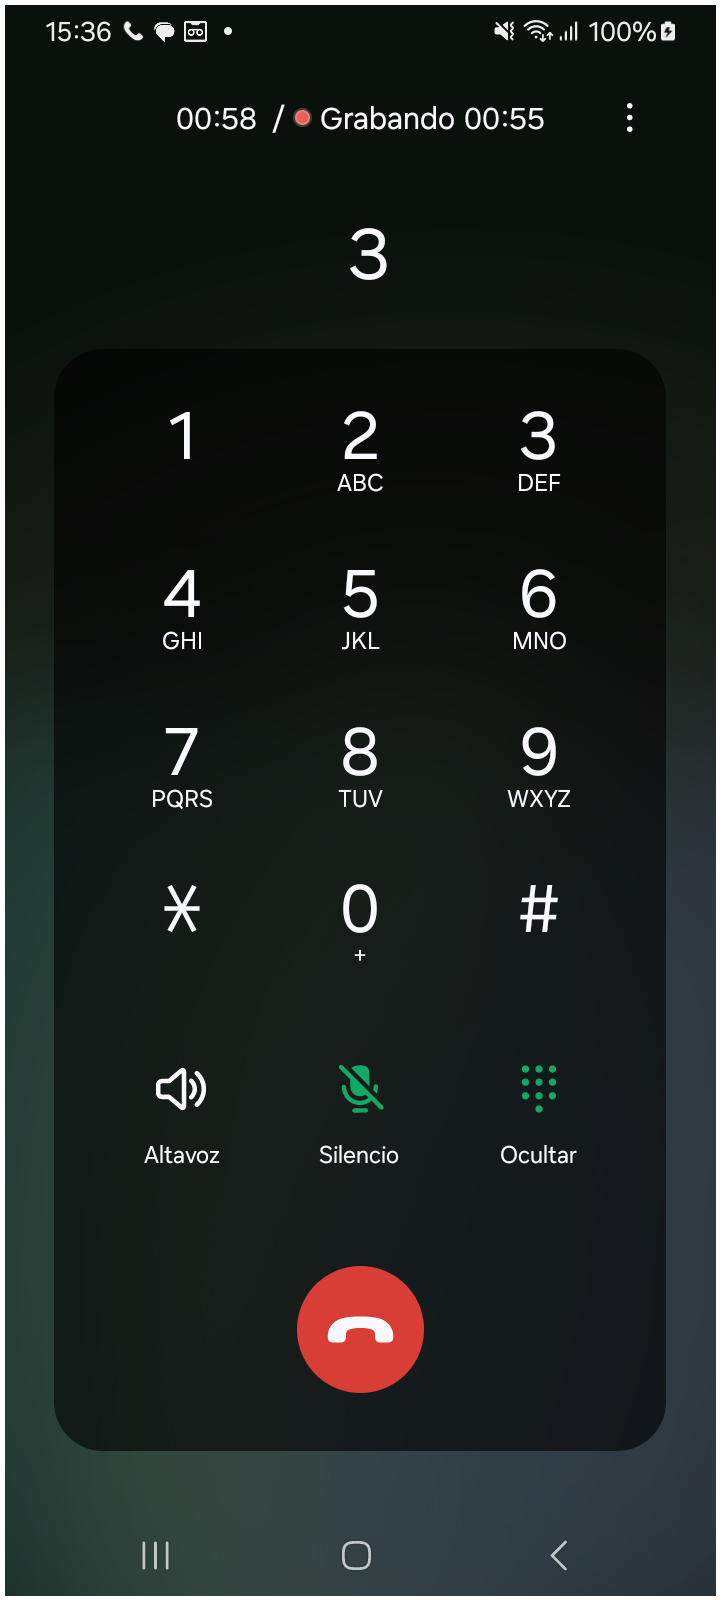 15:36 100%
00:58 / Grabando 00:55
3
1 2 3
ABC DEF
4 5 6
GHI JKL MNO
7 8 9
PQRS TUV WXYZ
* 0 #
+
Altavoz Silencio Ocultar